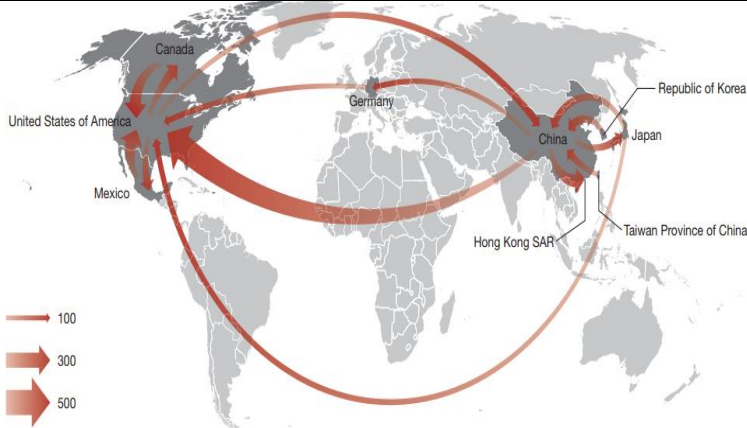 Canada
Republic of Korea
Germany
United States of America
China
Japan
Mexico
Taiwan Province of China
Hong Kong SAR
100
300
500